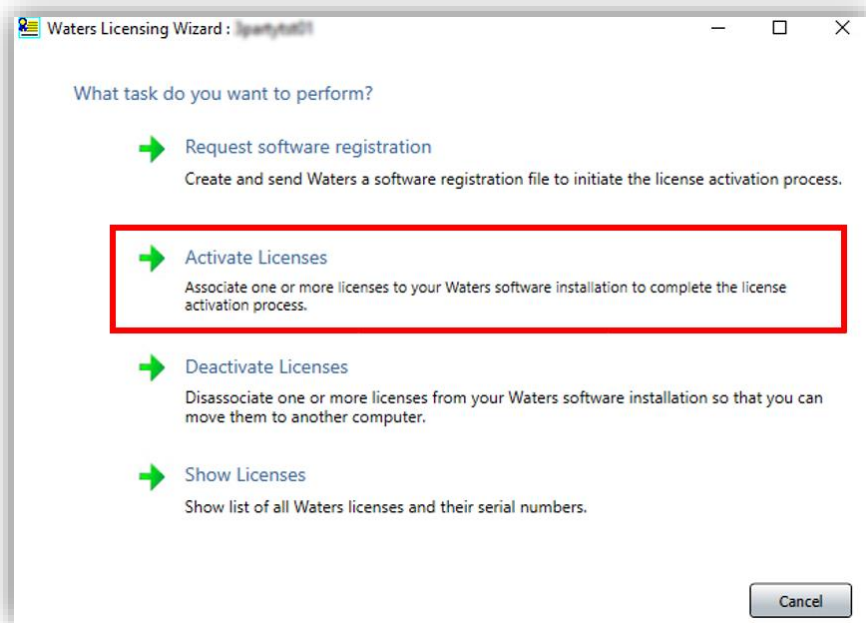 Waters Licensing Wizard :
What task do you want to perform?
Request software registration
Create and send Waters a software registration file to initiate the license activation process.
Activate Licenses
Associate one or more licenses to your Waters software installation to complete the license
activation process.
Deactivate Licenses
Disassociate one or more licenses from your Waters software installation so that you can
move them to another computer.
Show Licenses
Show list of all Waters licenses and their serial numbers.
Cancel